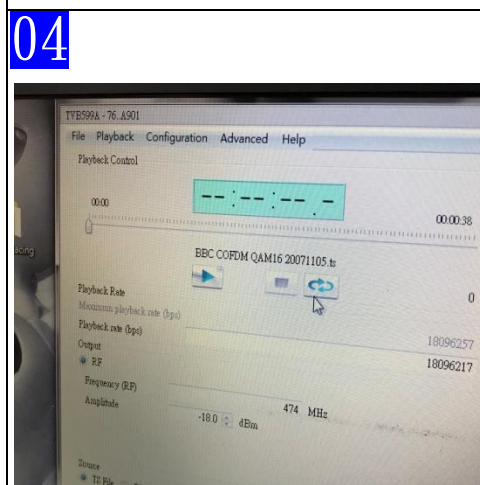 04
TVB599A - 76..A901
File Playback Configuration Advanced Help
Playback Control
--:--:--.-
00:00
00:00:38
BBC COFDM QAM16 20071105.ts
0
Playback Rate
Maximum playback rate (bps)
18096257
Playback rate (bps)
18096217
Output
RF
Frequency (RF)
474 MHz
Amplitude
-18.0 dBm
Source
TS File